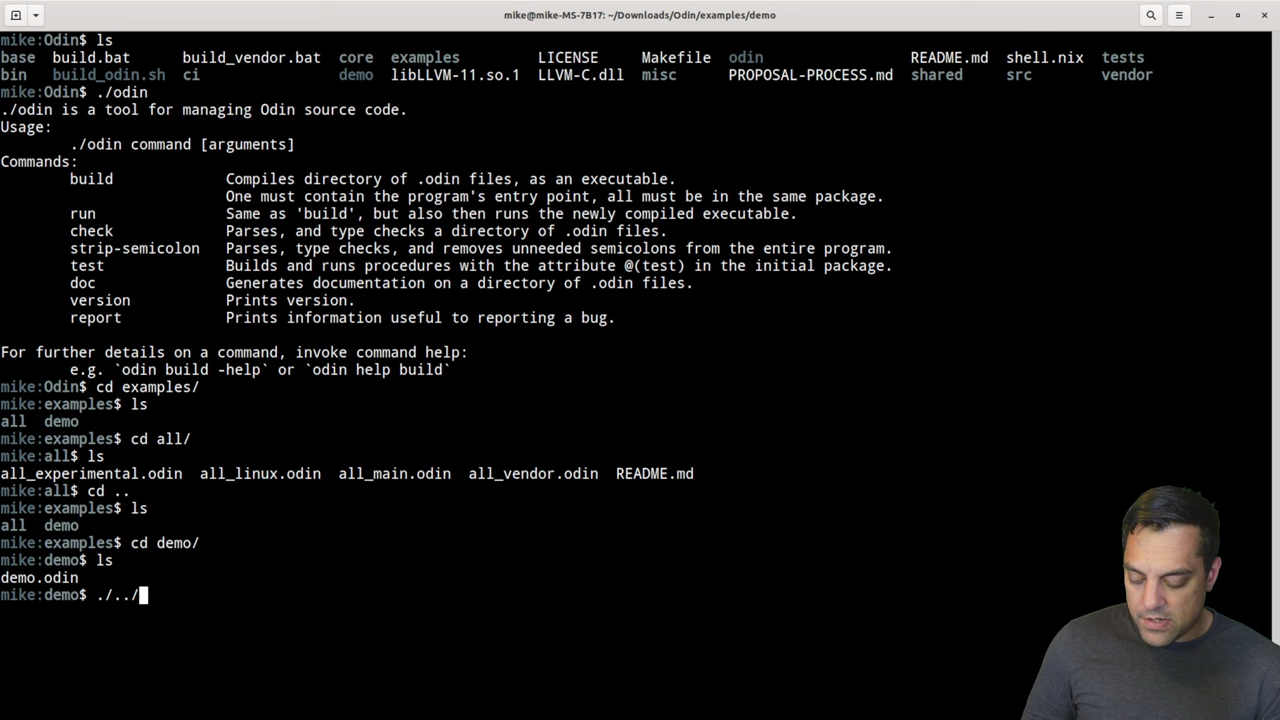 mike@mike-MS-7B17: ~/Downloads/Odin/examples/demo
mike:Odin$ ls
base  build.bat     build_vendor.bat  core  examples         LICENSE     Makefile  odin                 README.md  shell.nix  tests
bin   build_odin.sh  ci               demo  libLLVM-11.so.1  LLVM-C.dll  misc      PROPOSAL-PROCESS.md  shared     src        vendor
mike:Odin$ ./odin
./odin is a tool for managing Odin source code.
Usage:
        ./odin command [arguments]
Commands:
        build             Compiles directory of .odin files, as an executable.
                          One must contain the program's entry point, all must be in the same package.
        run               Same as 'build', but also then runs the newly compiled executable.
        check             Parses, and type checks a directory of .odin files.
        strip-semicolon   Parses, type checks, and removes unneeded semicolons from the entire program.
        test              Builds and runs procedures with the attribute @(test) in the initial package.
        doc               Generates documentation on a directory of .odin files.
        version           Prints version.
        report            Prints information useful to reporting a bug.
For further details on a command, invoke command help:
        e.g. `odin build -help` or `odin help build`
mike:Odin$ cd examples/
mike:examples$ ls
all  demo
mike:examples$ cd all/
mike:all$ ls
all_experimental.odin  all_linux.odin  all_main.odin  all_vendor.odin  README.md
mike:all$ cd ..
mike:examples$ ls
all  demo
mike:examples$ cd demo/
mike:demo$ ls
demo.odin
mike:demo$ ./../